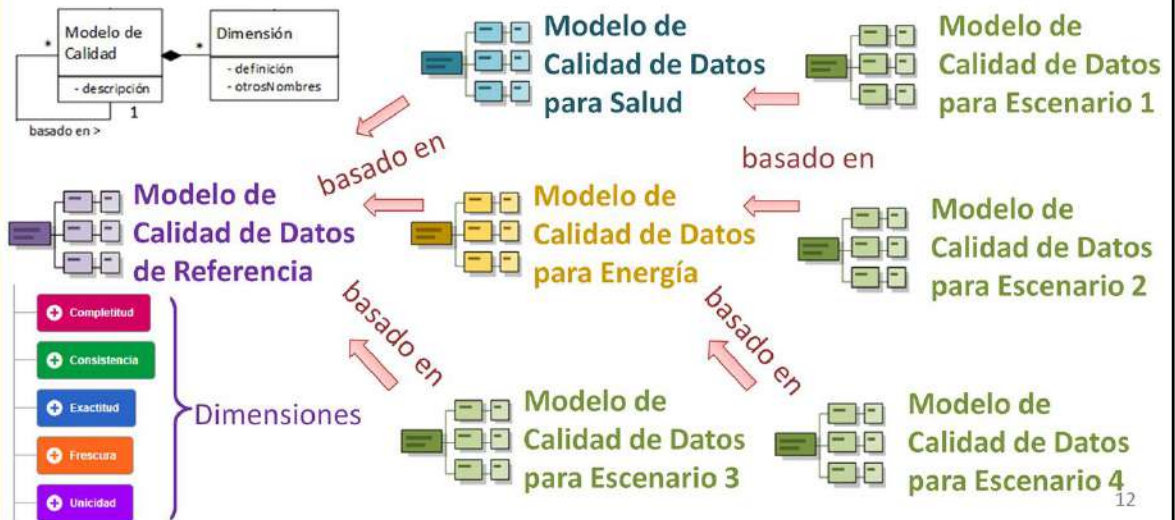 Modelo de
Calidad
- descripción
*
*
1
basado en >
Dimensión
- definición
- otrosNombres
Modelo de
Calidad de Datos
para Salud
Modelo de
Calidad de Datos
para Escenario 1
basado en
basado en
Modelo de
Calidad de Datos
de Referencia
Modelo de
Calidad de Datos
para Energía
Modelo de
Calidad de Datos
para Escenario 2
basado en
basado en
Completitud
Consistencia
Exactitud
Frescura
Unicidad
Dimensiones
Modelo de
Calidad de Datos
para Escenario 3
Modelo de
Calidad de Datos
para Escenario 4
12